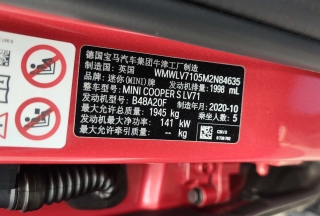 德国宝马汽车集团牛津工厂制造
制造国：英国 WMWLV7105M2N84635
品牌：迷你(MINI)牌 发动机排量：1998 mL
整车型号：MINI COOPER S LV71
发动机型号：B48A20F 制造年月：2020-10
最大允许总质量：1945 kg 乘坐人数：5
发动机最大净功率：141 kW
最大允许牵引质量：-- kg